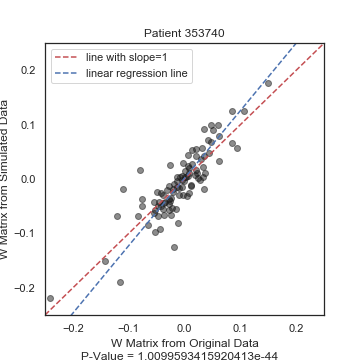 Patient 353740
line with slope=1
linear regression line
W Matrix from Simulated Data
0.2
0.1
0.0
−0.1
−0.2
−0.2
−0.1
0.0
0.1
0.2
W Matrix from Original Data
P-Value = 1.0099593415920413e-44